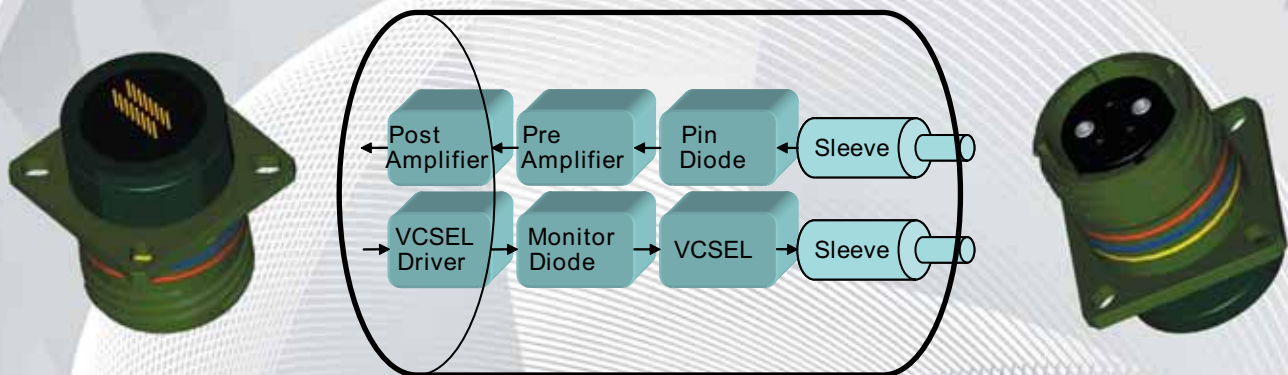 Post
Amplifier
Pre
Amplifier
Pin
Diode
Sleeve
VCSEL
Driver
Monitor
Diode
VCSEL
Sleeve